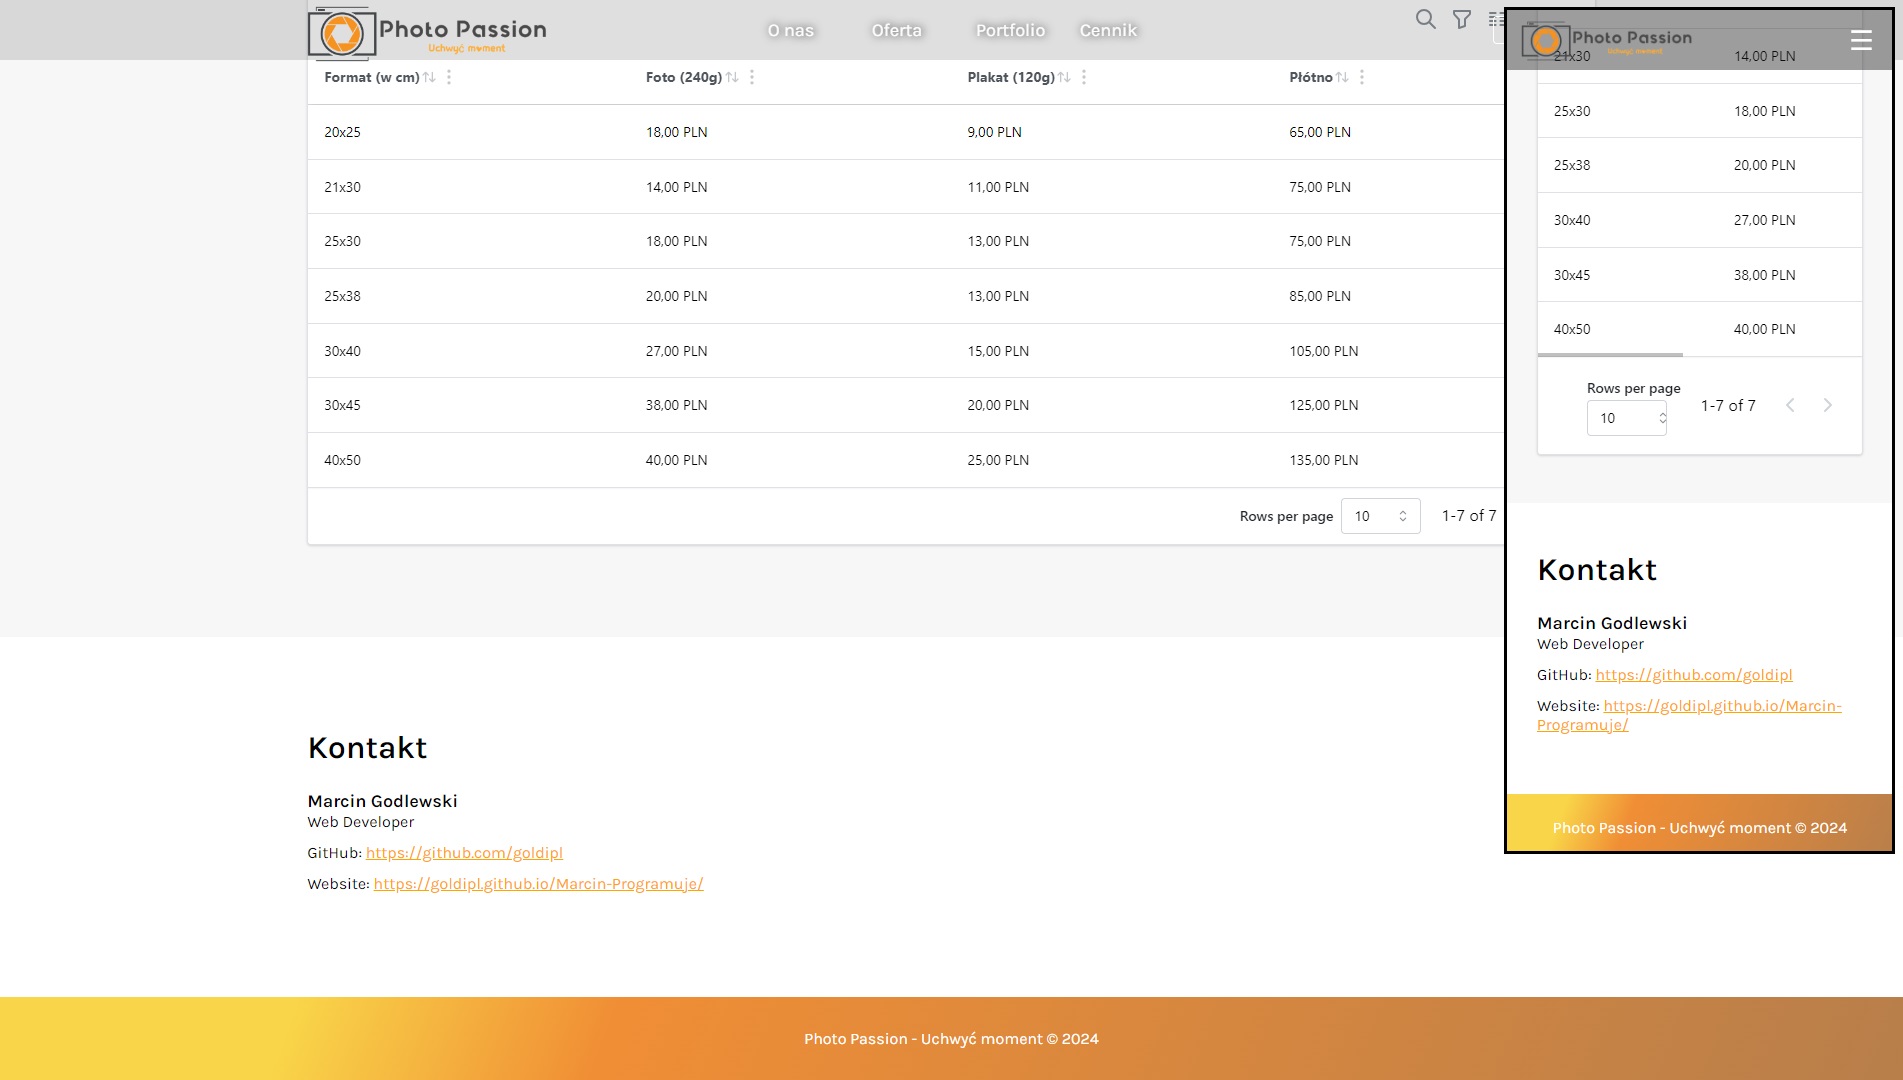 Photo Passion
Uchwyć moment
O nas Oferta Portfolio Cennik
Format (w cm) Foto (240g) Plakat (120g) Płótno
20x25 18,00 PLN 9,00 PLN 65,00 PLN
21x30 14,00 PLN 11,00 PLN 75,00 PLN
25x30 18,00 PLN 13,00 PLN 75,00 PLN
25x38 20,00 PLN 13,00 PLN 85,00 PLN
30x40 27,00 PLN 15,00 PLN 105,00 PLN
30x45 38,00 PLN 20,00 PLN 125,00 PLN
40x50 40,00 PLN 25,00 PLN 135,00 PLN
Rows per page 10 1-7 of 7
Kontakt
Marcin Godlewski
Web Developer
GitHub: https://github.com/goldipl
Website: https://goldipl.github.io/Marcin-Programuje/
Photo Passion - Uchwyć moment © 2024
Photo Passion
Uchwyć moment
21x30 14,00 PLN
25x30 18,00 PLN
25x38 20,00 PLN
30x40 27,00 PLN
30x45 38,00 PLN
40x50 40,00 PLN
Rows per page
10 1-7 of 7
Kontakt
Marcin Godlewski
Web Developer
GitHub: https://github.com/goldipl
Website: https://goldipl.github.io/Marcin-
Programuje/
Photo Passion - Uchwyć moment © 2024